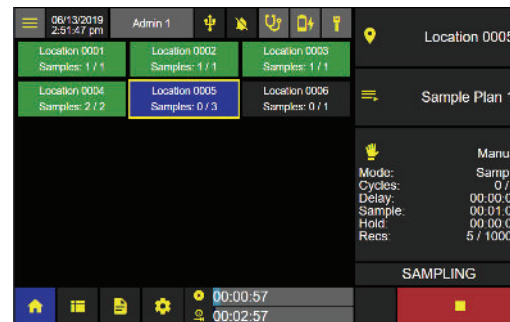 06/13/2019
2:51:47 pm
Admin 1
Location 0001
Samples: 1 / 1
Location 0002
Samples: 1 / 1
Location 0003
Samples: 1 / 1
Location 0004
Samples: 2 / 2
Location 0005
Samples: 0 / 3
Location 0006
Samples: 0 / 1
Location 0005
Sample Plan 1
Manu
Mode: Samp
Cycles: 0 /
Delay: 00:00:0
Sample: 00:01:0
Hold: 00:00:0
Recs: 5 / 1000
SAMPLING
00:00:57
00:02:57